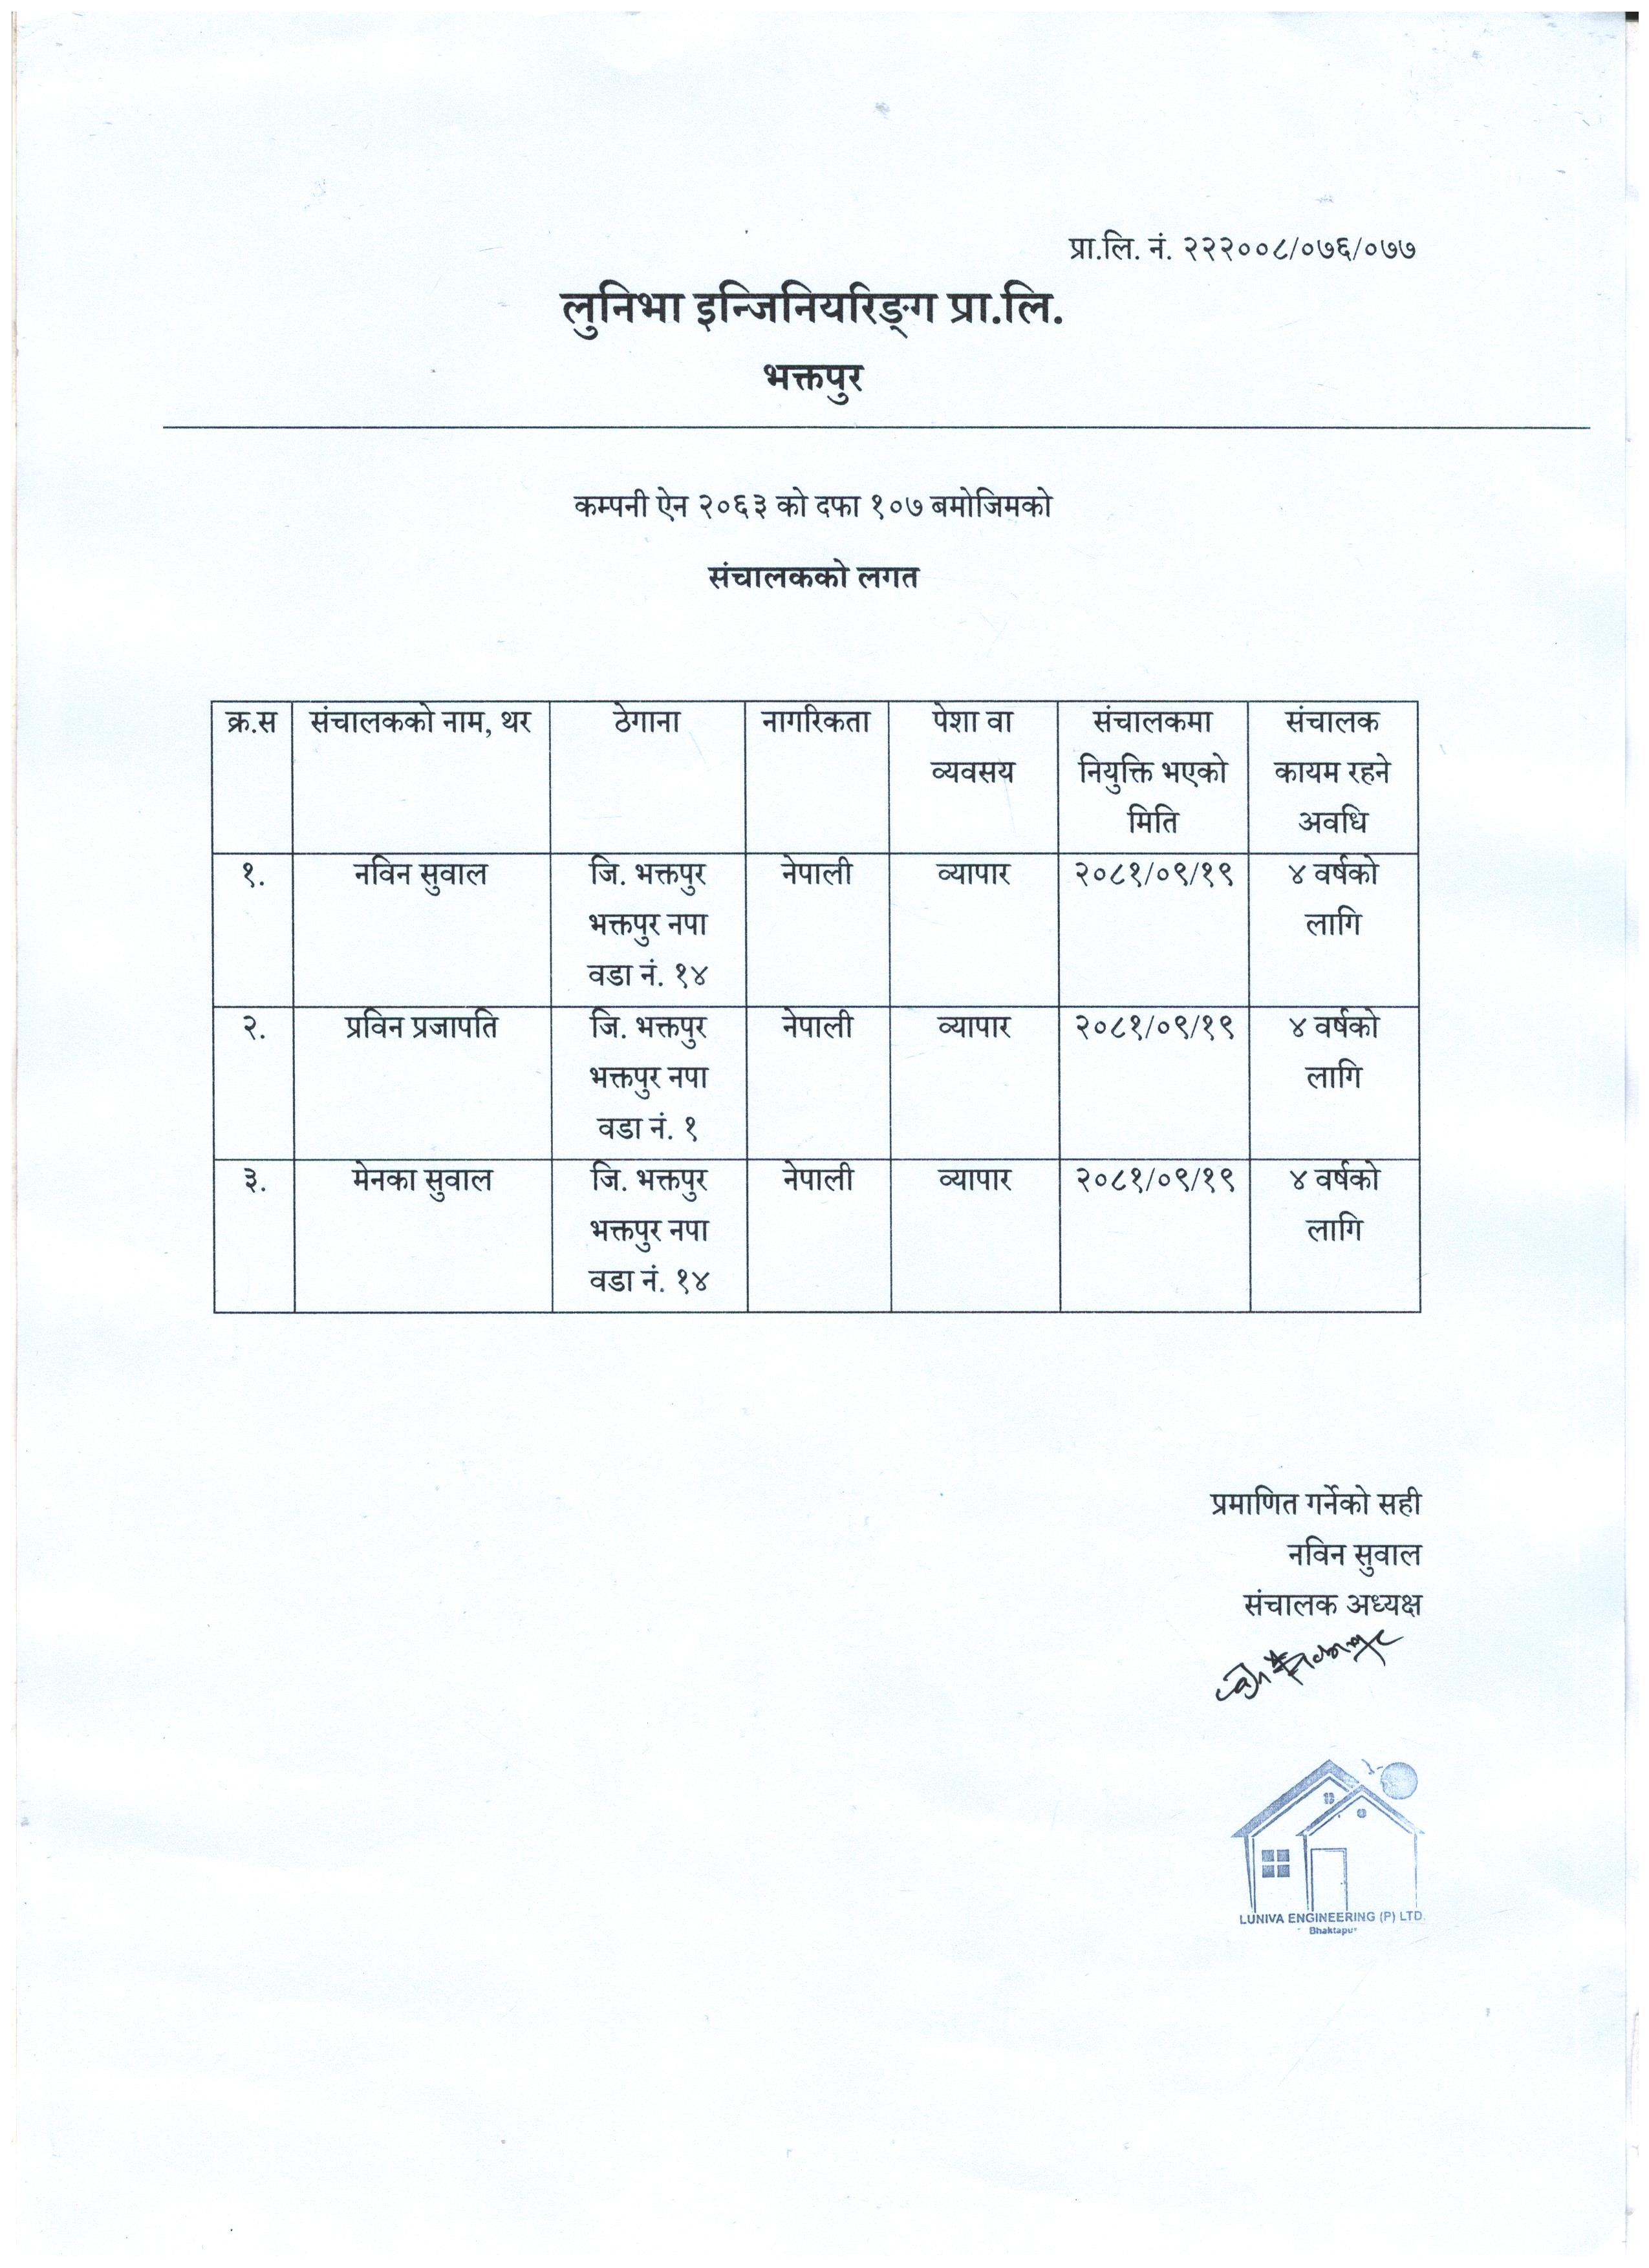 प्रा.लि. नं. २२२००८/०७६/०७७
लुनिभा इन्जिनियरिङ्ग प्रा.लि.
भक्तपुर
कम्पनी ऐन २०६३ को दफा १०७ बमोजिमको
संचालकको लगत
क्र.स संचालकको नाम, थर ठेगाना नागरिकता पेशा वा संचालकमा संचालक
व्यवसय नियुक्ति भएको कायम रहने
मिति अवधि
१. नविन सुवाल जि. भक्तपुर नेपाली व्यापार २०८१/०९/१९ ४ वर्षको
भक्तपुर नपा लागि
वडा नं. १४
२. प्रविन प्रजापति जि. भक्तपुर नेपाली व्यापार २०८१/०९/१९ ४ वर्षको
भक्तपुर नपा लागि
वडा नं. १
३. मेनका सुवाल जि. भक्तपुर नेपाली व्यापार २०८१/०९/१९ ४ वर्षको
भक्तपुर नपा लागि
वडा नं. १४
प्रमाणित गर्नेको सही
नविन सुवाल
संचालक अध्यक्ष
LUNIVA ENGINEERING (P) LTD.
Bhaktapur